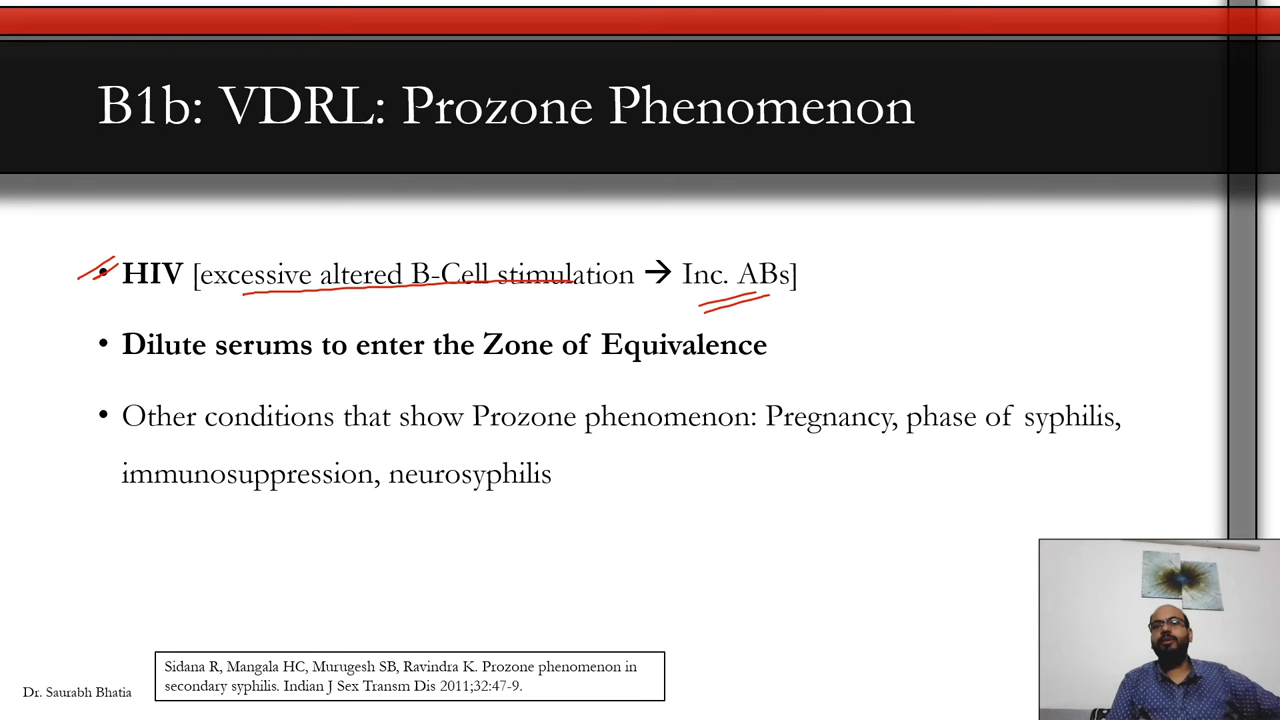 B1b: VDRL: Prozone Phenomenon
• HIV [excessive altered B-Cell stimulation → Inc. ABs]
• Dilute serums to enter the Zone of Equivalence
• Other conditions that show Prozone phenomenon: Pregnancy, phase of syphilis,
immunosuppression, neurosyphilis
Sidana R, Mangala HC, Murugesh SB, Ravindra K. Prozone phenomenon in
secondary syphilis. Indian J Sex Transm Dis 2011;32:47-9.
Dr. Saurabh Bhatia